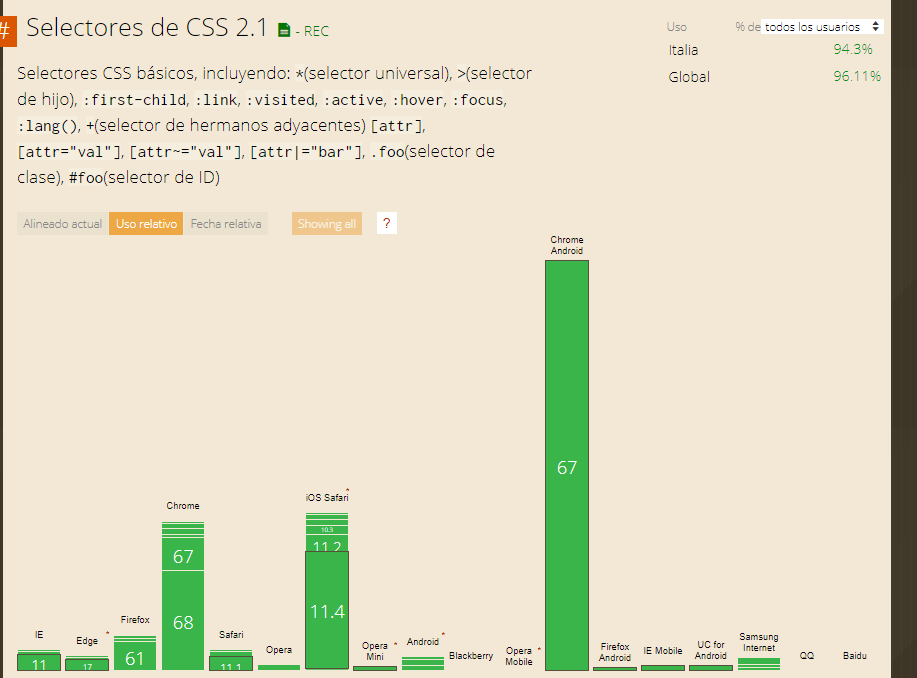 #
Selectores de CSS 2.1 - REC
Uso % de todos los usuarios
Italia 94.3%
Global 96.11%
Selectores CSS básicos, incluyendo: *(selector universal), >(selector
de hijo), :first-child, :link, :visited, :active, :hover, :focus,
:lang(), +(selector de hermanos adyacentes) [attr],
[attr="val"], [attr~="val"], [attr|="bar"], .foo(selector de
clase), #foo(selector de ID)
Alineado actual Uso relativo Fecha relativa Showing all ?
Chrome
Android
67
iOS Safari *
10.3
11.2
11.4
Chrome
67
68
IE
11
Edge *
17
Firefox
61
Safari
11.1
Opera
Opera *
Mini
Android *
Blackberry
Opera *
Mobile
Firefox
Android
IE Mobile
UC for
Android
Samsung
Internet
QQ
Baidu